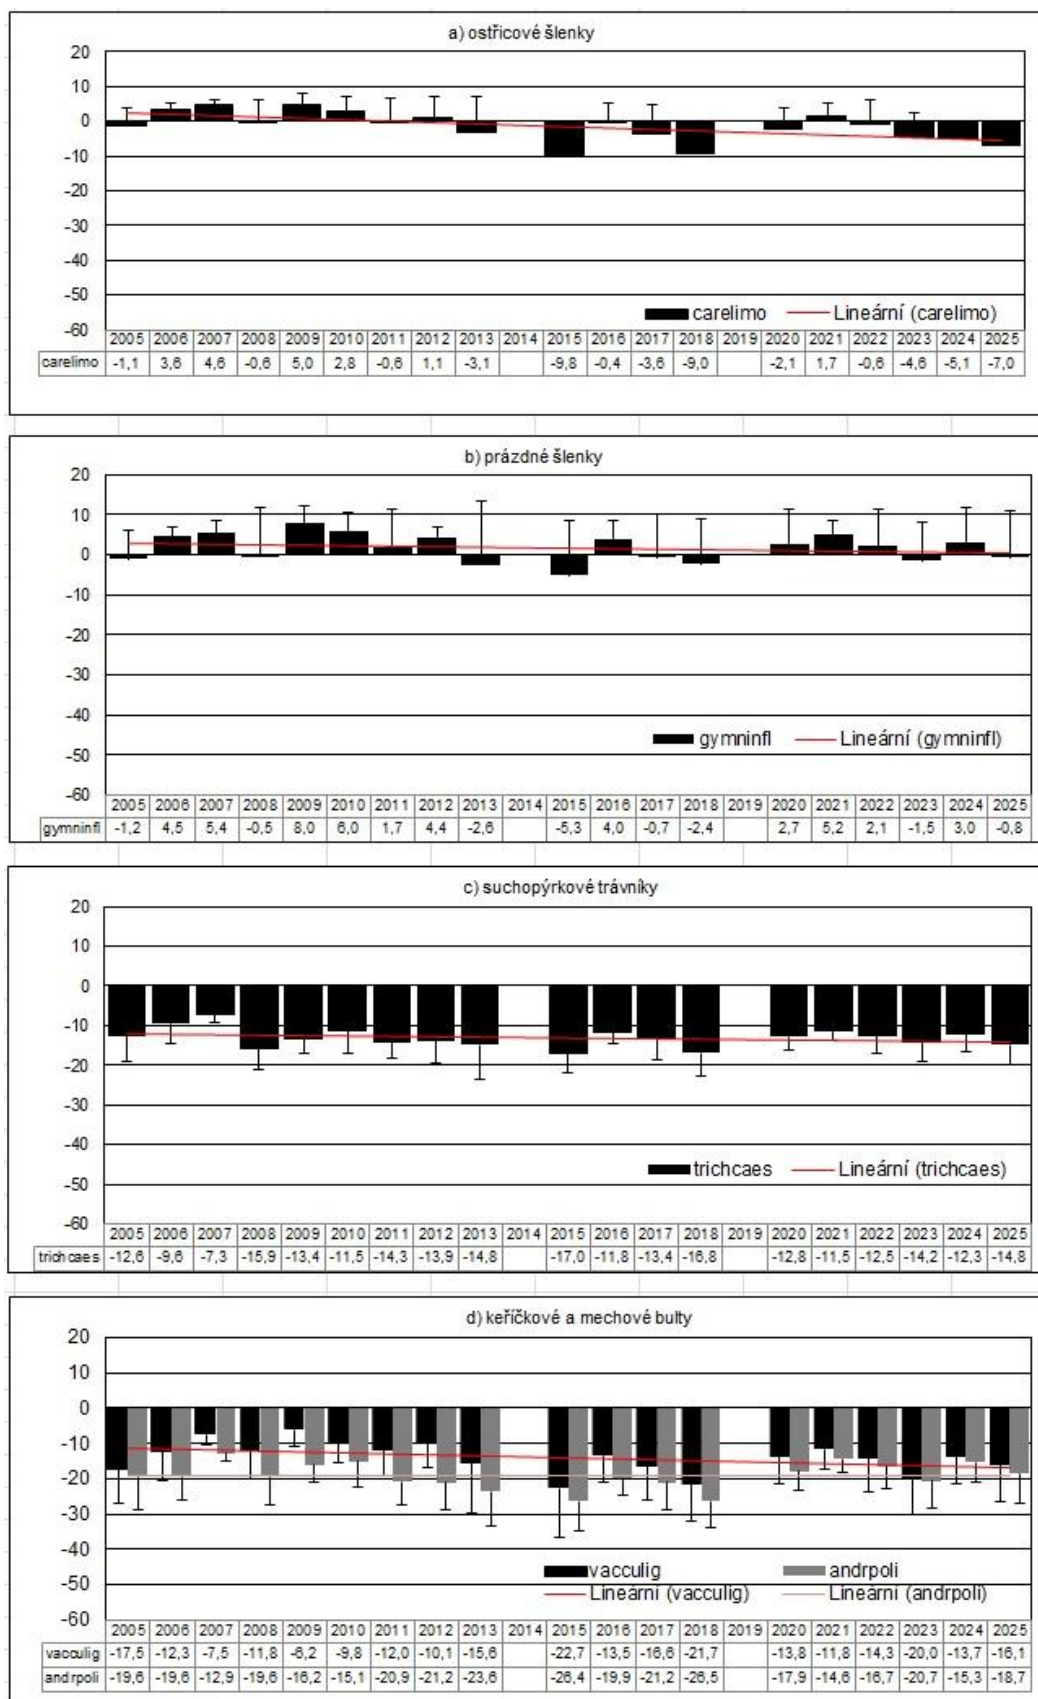 a) ostřicové šlenky
20
10
0
-10
-20
-30
-40
-50
-60
carelimo Lineární (carelimo)
2005 2006 2007 2008 2009 2010 2011 2012 2013 2014 2015 2016 2017 2018 2019 2020 2021 2022 2023 2024 2025
carelimo -1,1 3,6 4,6 -0,6 5,0 2,8 -0,6 1,1 -3,1 -9,8 -0,4 -3,6 -9,0 -2,1 1,7 -0,6 -4,6 -5,1 -7,0
b) prázdné šlenky
20
10
0
-10
-20
-30
-40
-50
-60
gymninfl Lineární (gymninfl)
2005 2006 2007 2008 2009 2010 2011 2012 2013 2014 2015 2016 2017 2018 2019 2020 2021 2022 2023 2024 2025
gymninfl -1,2 4,5 5,4 -0,5 8,0 6,0 1,7 4,4 -2,6 -5,3 4,0 -0,7 -2,4 2,7 5,2 2,1 -1,5 3,0 -0,8
c) suchopýrkové trávníky
20
10
0
-10
-20
-30
-40
-50
-60
trichcaes Lineární (trichcaes)
2005 2006 2007 2008 2009 2010 2011 2012 2013 2014 2015 2016 2017 2018 2019 2020 2021 2022 2023 2024 2025
trichcaes -12,6 -9,6 -7,3 -15,9 -13,4 -11,5 -14,3 -13,9 -14,8 -17,0 -11,8 -13,4 -16,8 -12,8 -11,5 -12,5 -14,2 -12,3 -14,8
d) keříčkové a mechové bulty
20
10
0
-10
-20
-30
-40
-50
-60
vacculig andrpoli
Lineární (vacculig) Lineární (andrpoli)
2005 2006 2007 2008 2009 2010 2011 2012 2013 2014 2015 2016 2017 2018 2019 2020 2021 2022 2023 2024 2025
vacculig -17,5 -12,3 -7,5 -11,8 -6,2 -9,8 -12,0 -10,1 -15,6 -22,7 -13,5 -16,6 -21,7 -13,8 -11,8 -14,3 -20,0 -13,7 -16,1
andrpoli -19,6 -19,6 -12,9 -19,6 -16,2 -15,1 -20,9 -21,2 -23,6 -26,4 -19,9 -21,2 -26,5 -17,9 -14,6 -16,7 -20,7 -15,3 -18,7